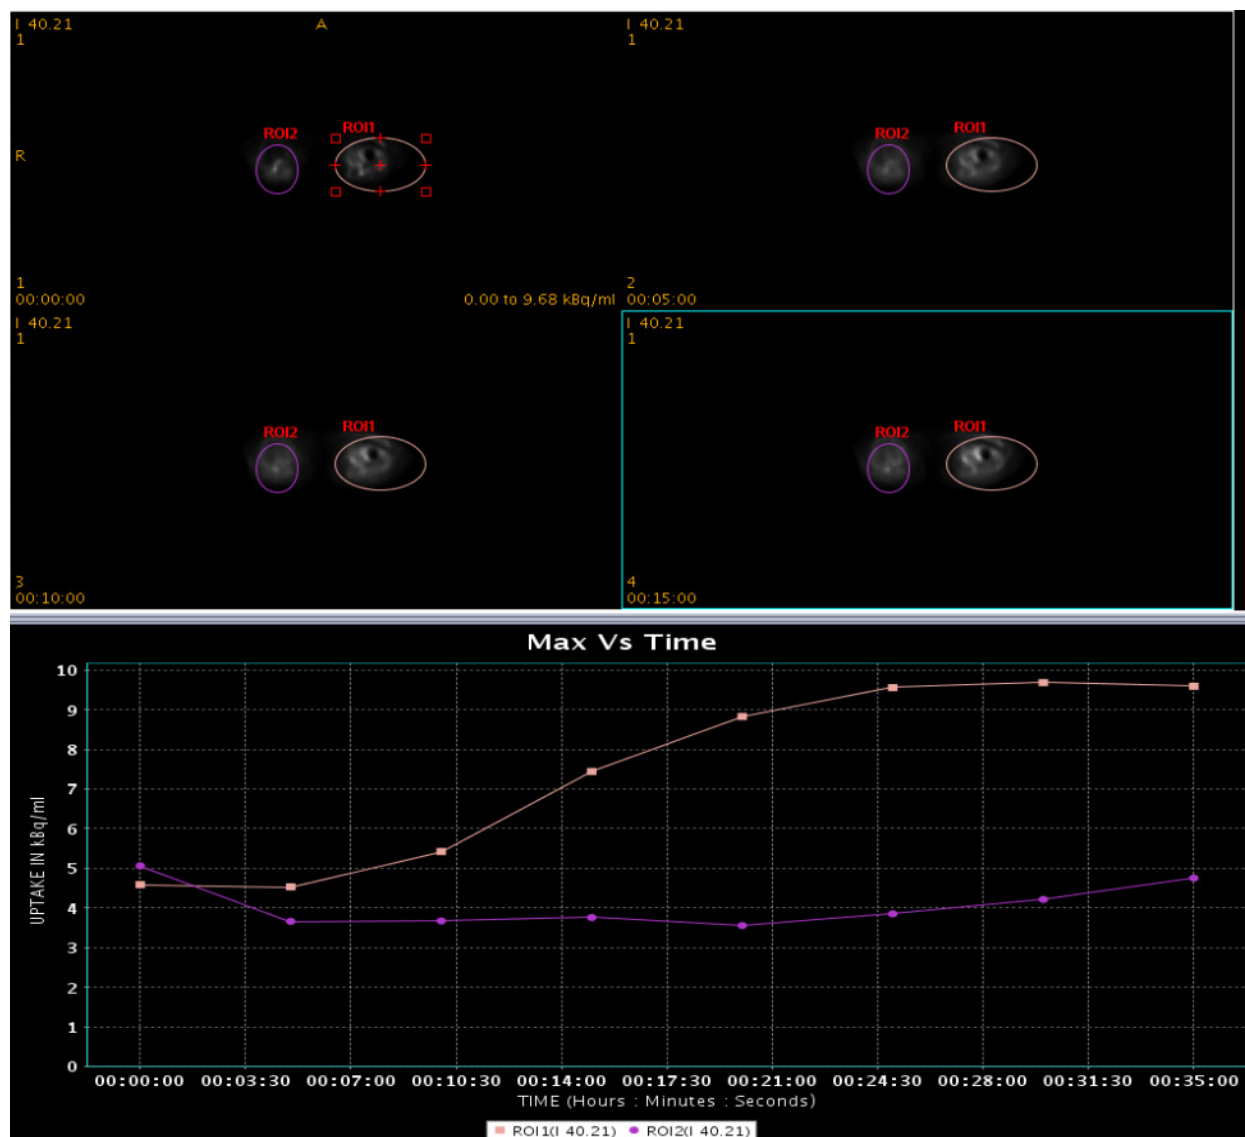 I 40.21
1
A
ROI2
ROI1
R
1
00:00:00
0.00 to 9.68 kBq/ml
I 40.21
1
ROI2
ROI1
2
00:05:00
I 40.21
1
ROI2
ROI1
3
00:10:00
I 40.21
1
ROI2
ROI1
4
00:15:00
Max Vs Time
10
9
8
7
6
5
4
3
2
1
0
UPTAKE IN kBq/ml
00:00:00 00:03:30 00:07:00 00:10:30 00:14:00 00:17:30 00:21:00 00:24:30 00:28:00 00:31:30 00:35:00
TIME (Hours : Minutes : Seconds)
ROI1(I 40.21) ROI2(I 40.21)